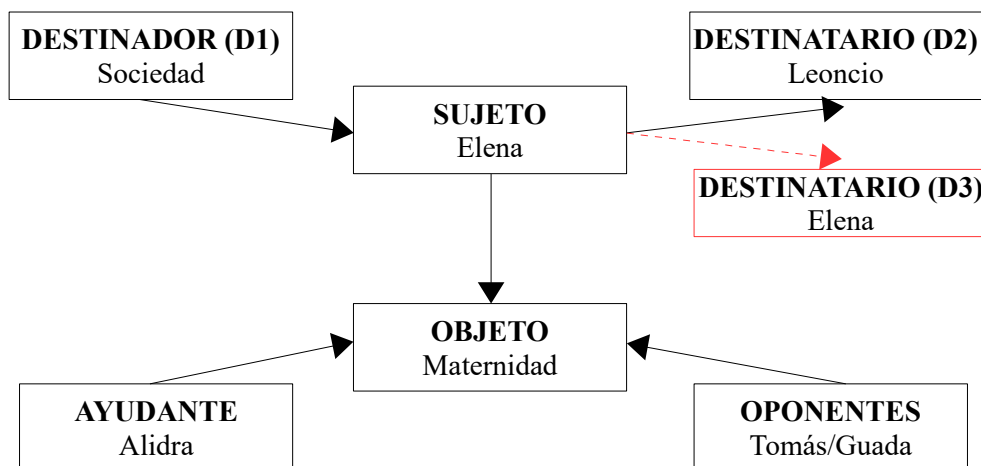 DESTINADOR (D1)
Sociedad
DESTINATARIO (D2)
Leoncio
SUJETO
Elena
DESTINATARIO (D3)
Elena
OBJETO
Maternidad
AYUDANTE
Alidra
OPONENTES
Tomás/Guada